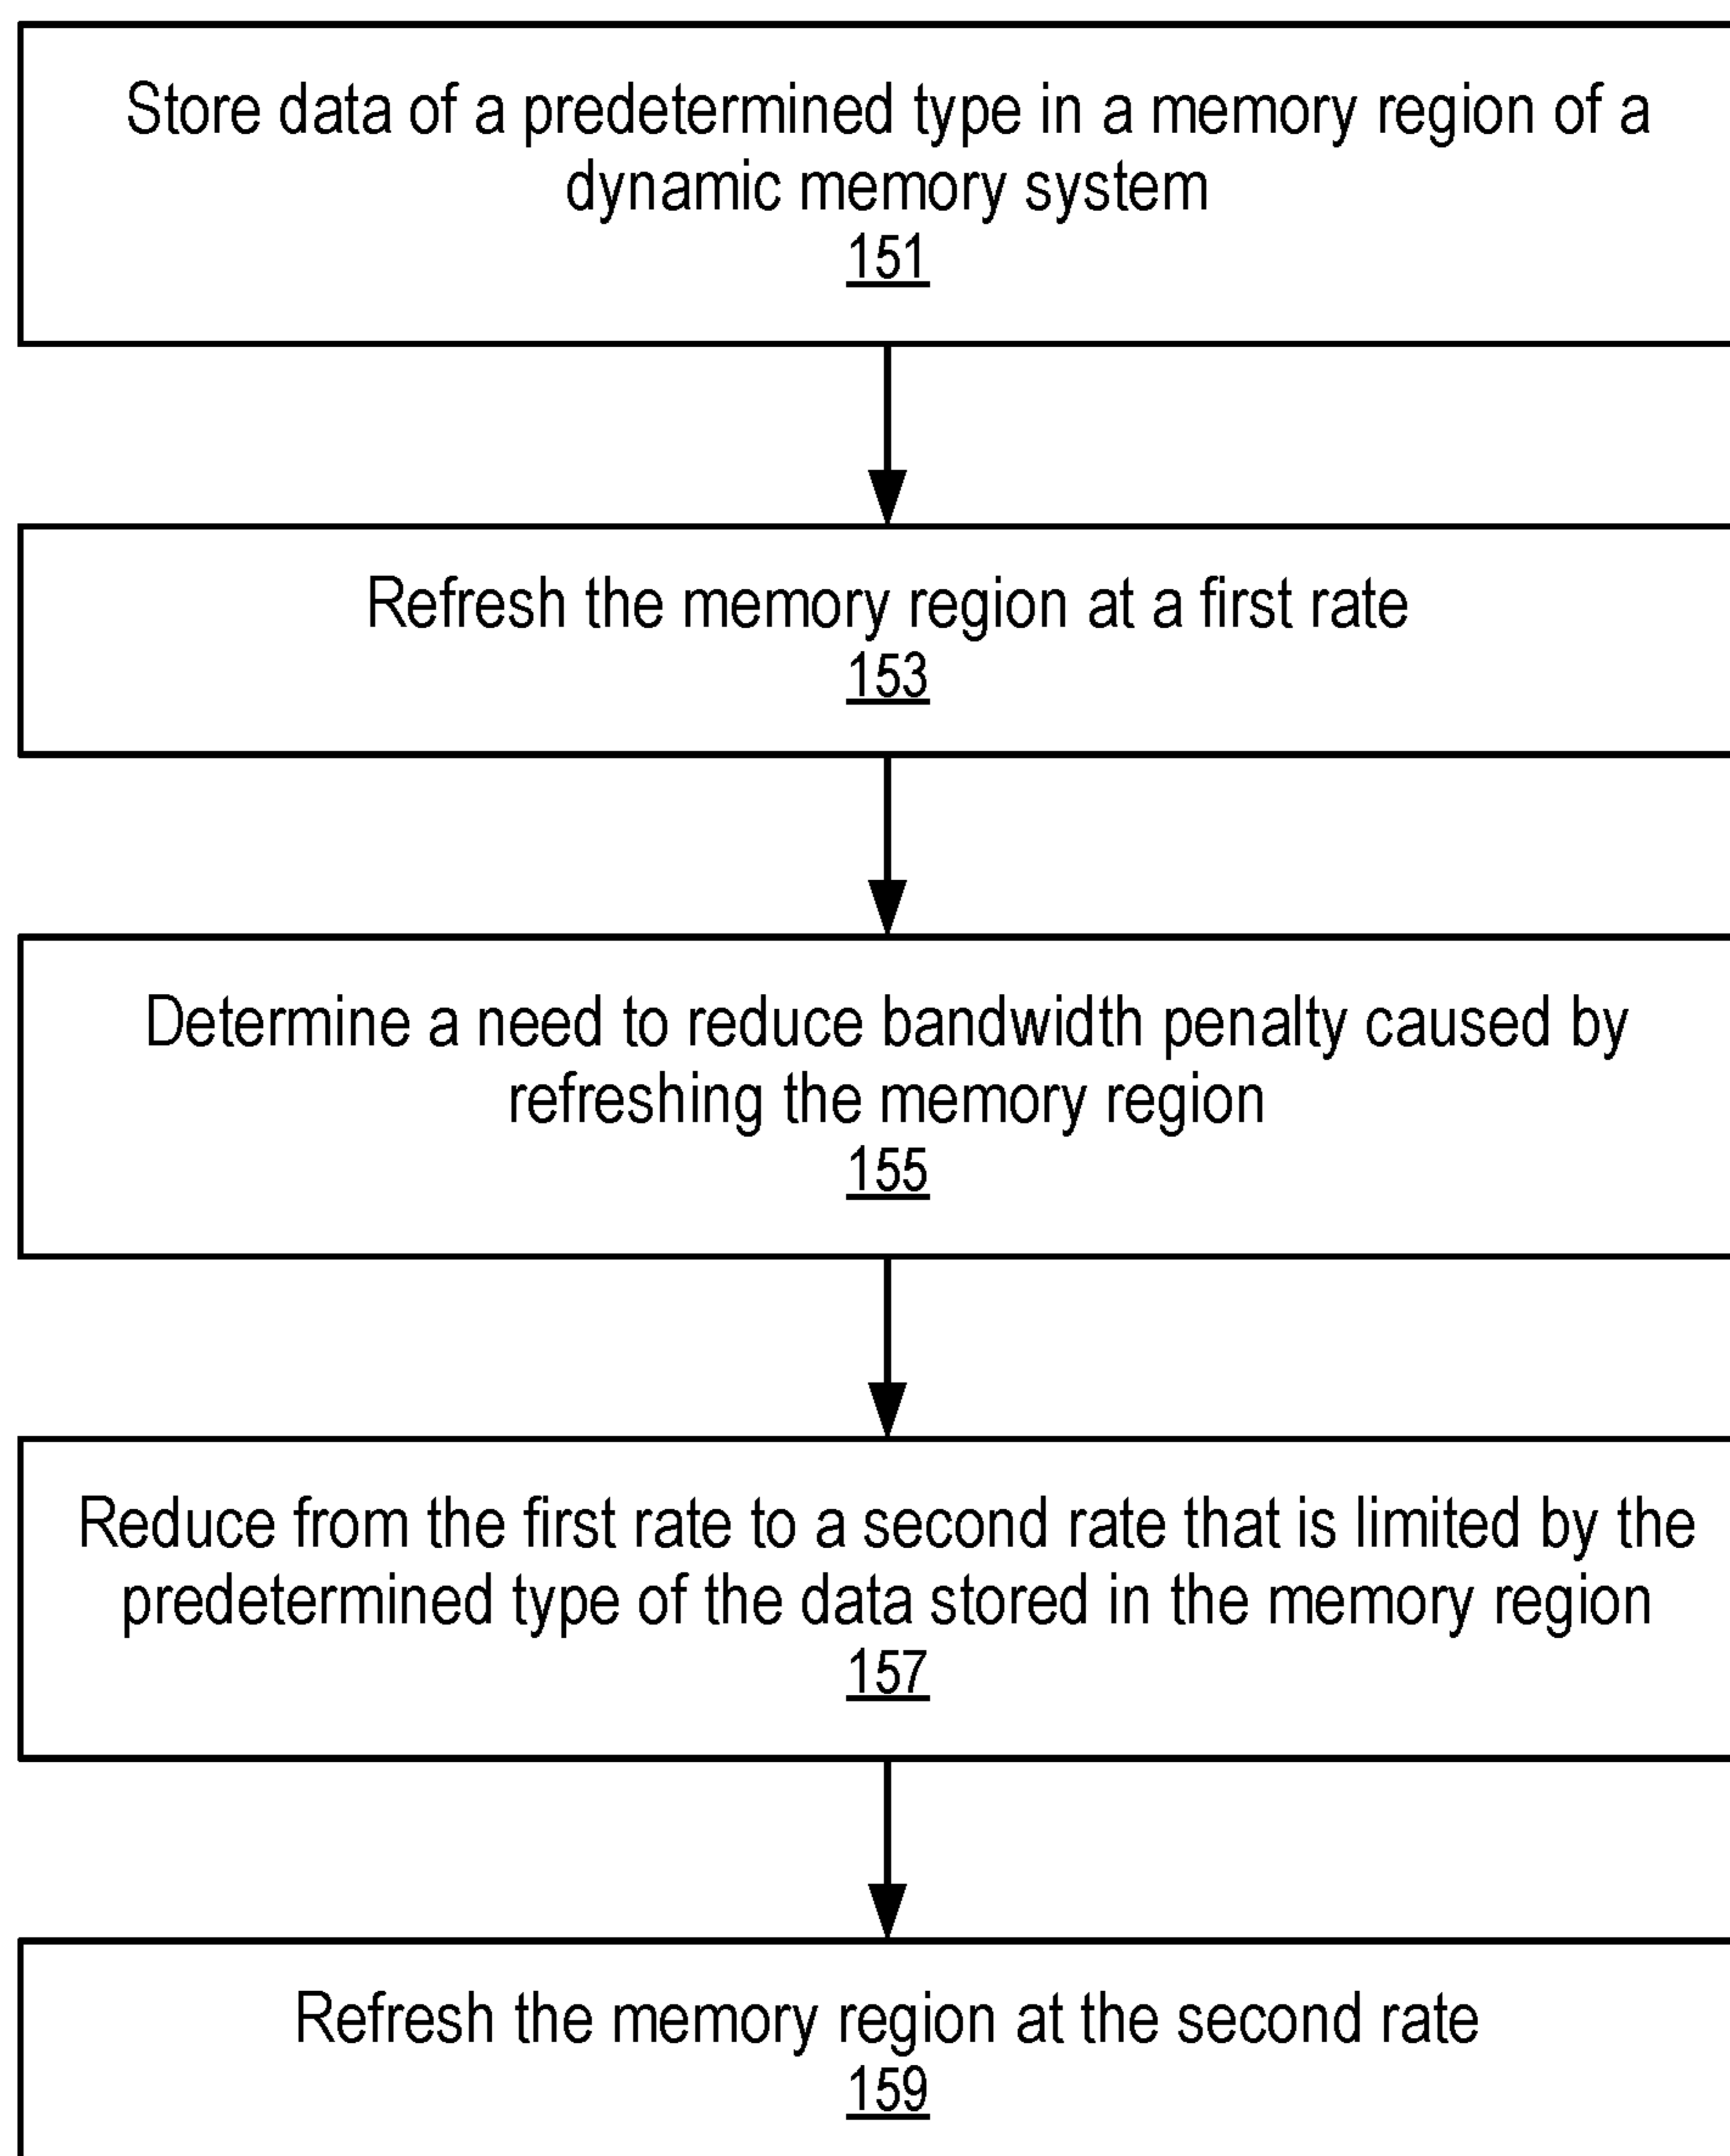 Store data of a predetermined type in a memory region of a
dynamic memory system
151
Refresh the memory region at a first rate
153
Determine a need to reduce bandwidth penalty caused by
refreshing the memory region
155
Reduce from the first rate to a second rate that is limited by the
predetermined type of the data stored in the memory region
157
Refresh the memory region at the second rate
159